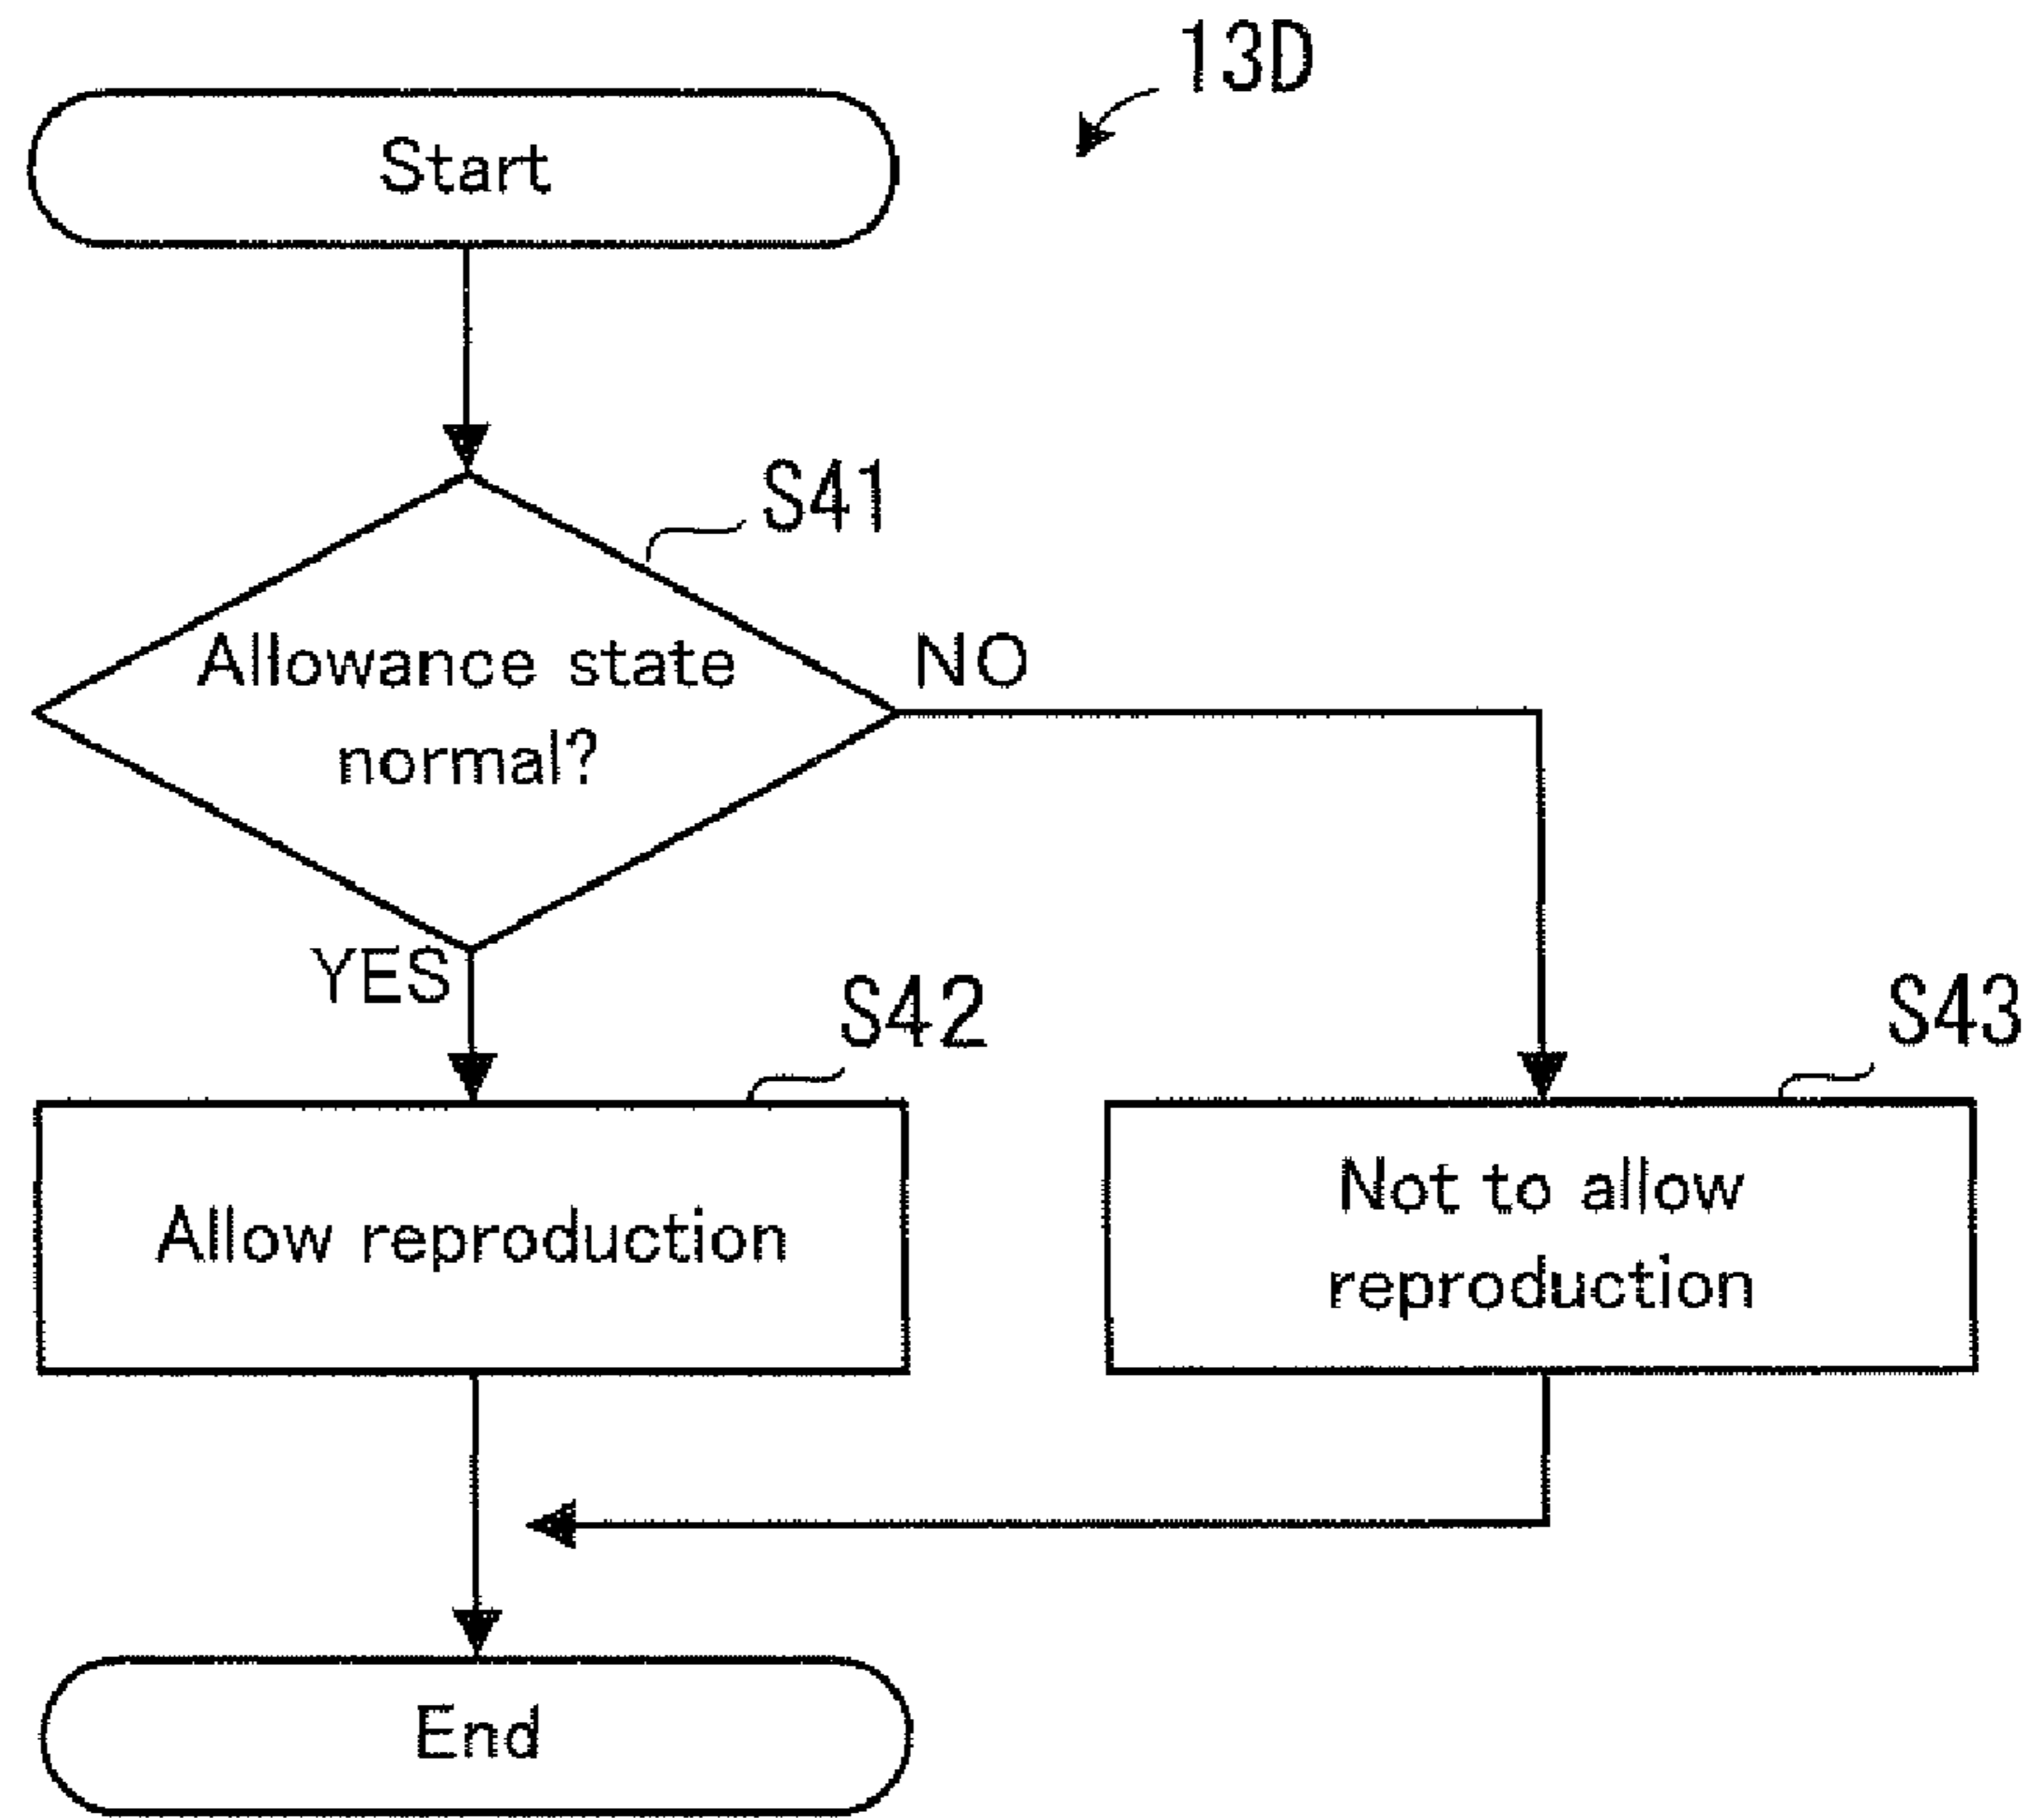 13D
Start
S41
Allowance state
normal?
NO
YES
S42
S43
Allow reproduction
Not to allow
reproduction
End